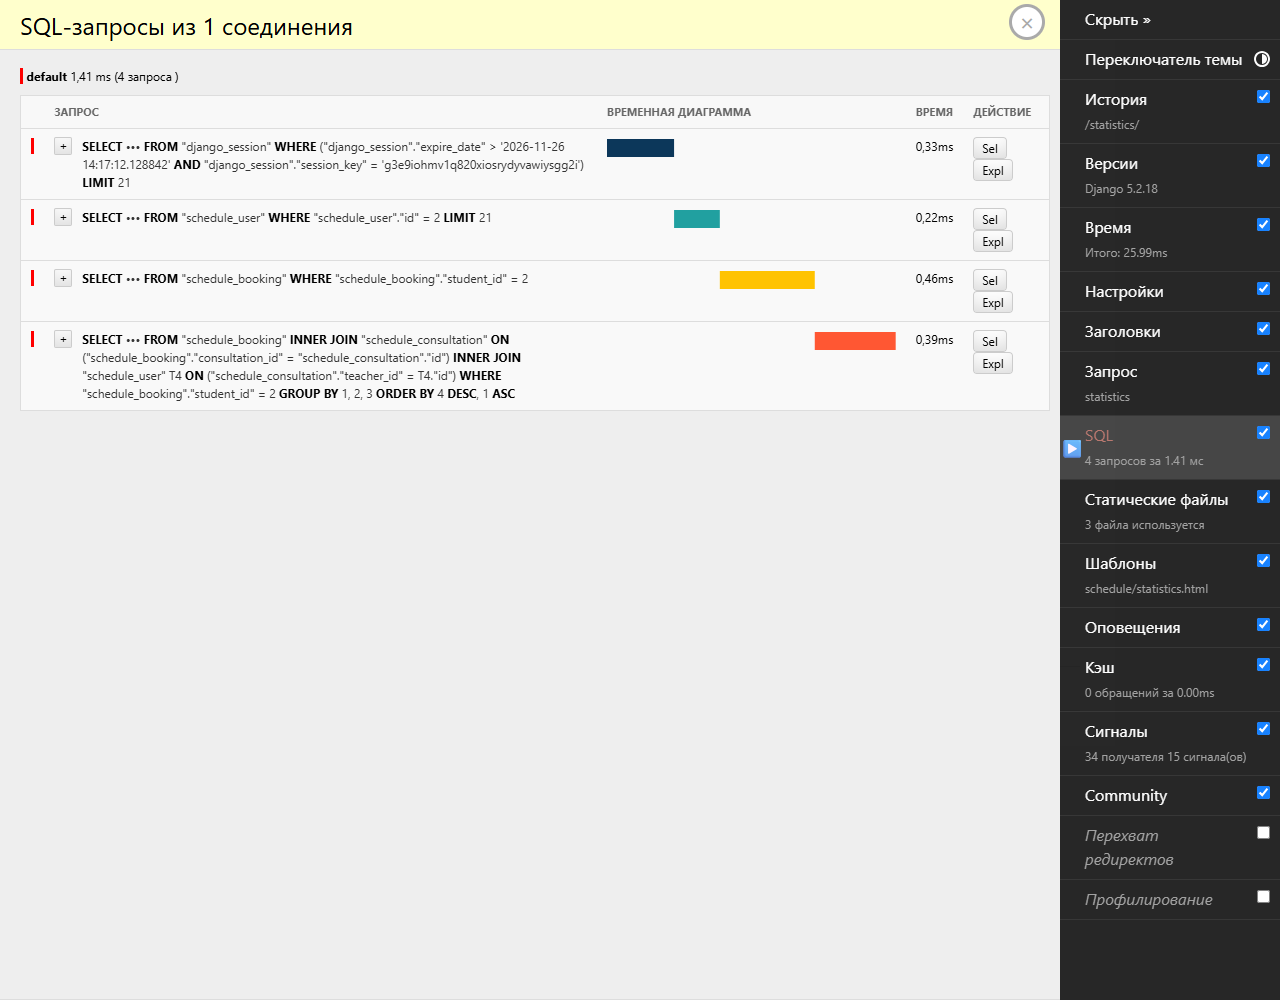 SQL-запросы из 1 соединения
×
default 1,41 ms (4 запроса )
ЗАПРОС ВРЕМЕННАЯ ДИАГРАММА ВРЕМЯ ДЕЙСТВИЕ
+ SELECT ••• FROM "django_session" WHERE ("django_session"."expire_date" > '2026-11-26
14:17:12.128842' AND "django_session"."session_key" = 'g3e9iohmv1q820xiosrydyvawiysgg2i')
LIMIT 21
0,33ms
Sel
Expl
+ SELECT ••• FROM "schedule_user" WHERE "schedule_user"."id" = 2 LIMIT 21
0,22ms
Sel
Expl
+ SELECT ••• FROM "schedule_booking" WHERE "schedule_booking"."student_id" = 2
0,46ms
Sel
Expl
+ SELECT ••• FROM "schedule_booking" INNER JOIN "schedule_consultation" ON
("schedule_booking"."consultation_id" = "schedule_consultation"."id") INNER JOIN
"schedule_user" T4 ON ("schedule_consultation"."teacher_id" = T4."id") WHERE
"schedule_booking"."student_id" = 2 GROUP BY 1, 2, 3 ORDER BY 4 DESC, 1 ASC
0,39ms
Sel
Expl
Скрыть »
Переключатель темы
История
/statistics/
Версии
Django 5.2.18
Время
Итого: 25.99ms
Настройки
Заголовки
Запрос
statistics
SQL
4 запросов за 1.41 мс
Статические файлы
3 файла используется
Шаблоны
schedule/statistics.html
Оповещения
Кэш
0 обращений за 0.00ms
Сигналы
34 получателя 15 сигнала(ов)
Community
Перехват
редиректов
Профилирование